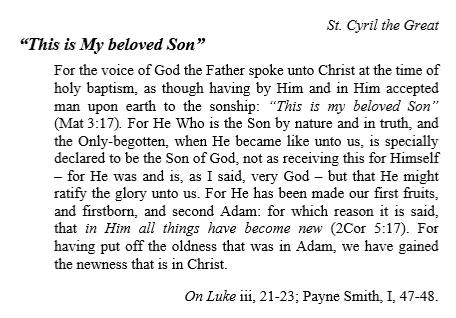 St. Cyril the Great
“This is My beloved Son”
For the voice of God the Father spoke unto Christ at the time of
holy baptism, as though having by Him and in Him accepted
man upon earth to the sonship: “This is my beloved Son”
(Mat 3:17). For He Who is the Son by nature and in truth, and
the Only-begotten, when He became like unto us, is specially
declared to be the Son of God, not as receiving this for Himself
– for He was and is, as I said, very God – but that He might
ratify the glory unto us. For He has been made our first fruits,
and firstborn, and second Adam: for which reason it is said,
that in Him all things have become new (2Cor 5:17). For
having put off the oldness that was in Adam, we have gained
the newness that is in Christ.
On Luke iii, 21-23; Payne Smith, I, 47-48.